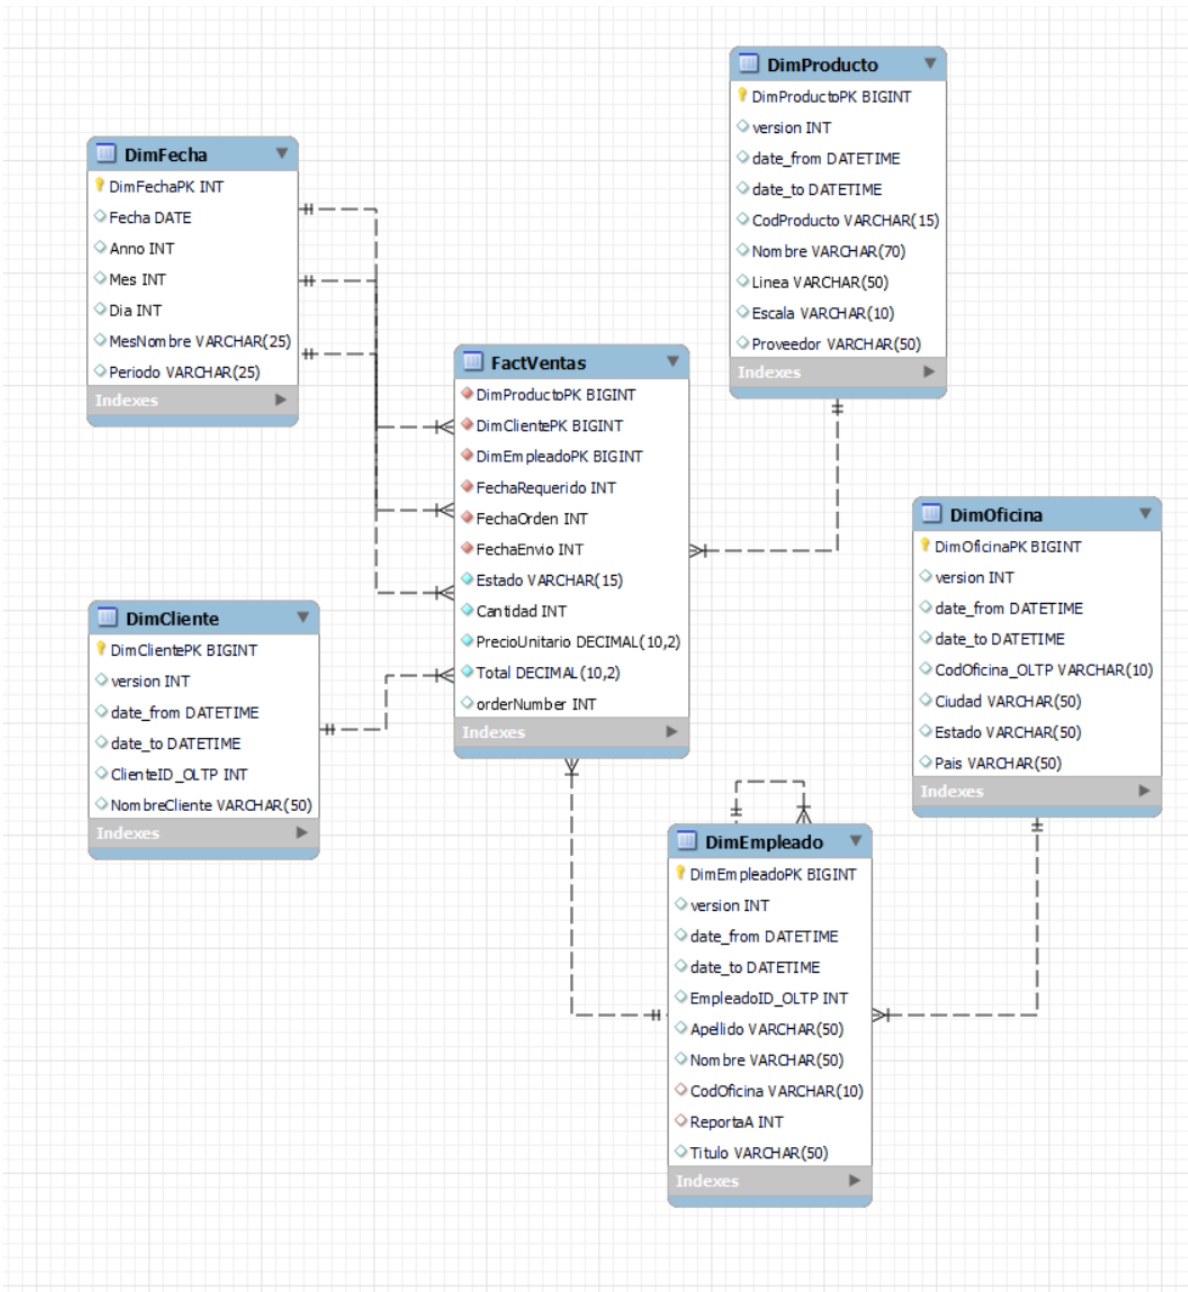 DimProducto
DimProductoPK BIGINT
version INT
date_from DATETIME
date_to DATETIME
CodProducto VARCHAR(15)
Nombre VARCHAR(70)
Linea VARCHAR(50)
Escala VARCHAR(10)
Proveedor VARCHAR(50)
Indexes
DimFecha
DimFechaPK INT
Fecha DATE
Anno INT
Mes INT
Dia INT
MesNombre VARCHAR(25)
Periodo VARCHAR(25)
Indexes
FactVentas
DimProductoPK BIGINT
DimClientePK BIGINT
DimEmpleadoPK BIGINT
FechaRequerido INT
FechaOrden INT
FechaEnvio INT
Estado VARCHAR(15)
Cantidad INT
PrecioUnitario DECIMAL(10,2)
Total DECIMAL(10,2)
orderNumber INT
Indexes
DimOficina
DimOficinaPK BIGINT
version INT
date_from DATETIME
date_to DATETIME
CodOficina_OLTP VARCHAR(10)
Ciudad VARCHAR(50)
Estado VARCHAR(50)
Pais VARCHAR(50)
Indexes
DimCliente
DimClientePK BIGINT
version INT
date_from DATETIME
date_to DATETIME
ClienteID_OLTP INT
NombreCliente VARCHAR(50)
Indexes
DimEmpleado
DimEmpleadoPK BIGINT
version INT
date_from DATETIME
date_to DATETIME
EmpleadoID_OLTP INT
Apellido VARCHAR(50)
Nombre VARCHAR(50)
CodOficina VARCHAR(10)
ReportaA INT
Titulo VARCHAR(50)
Indexes